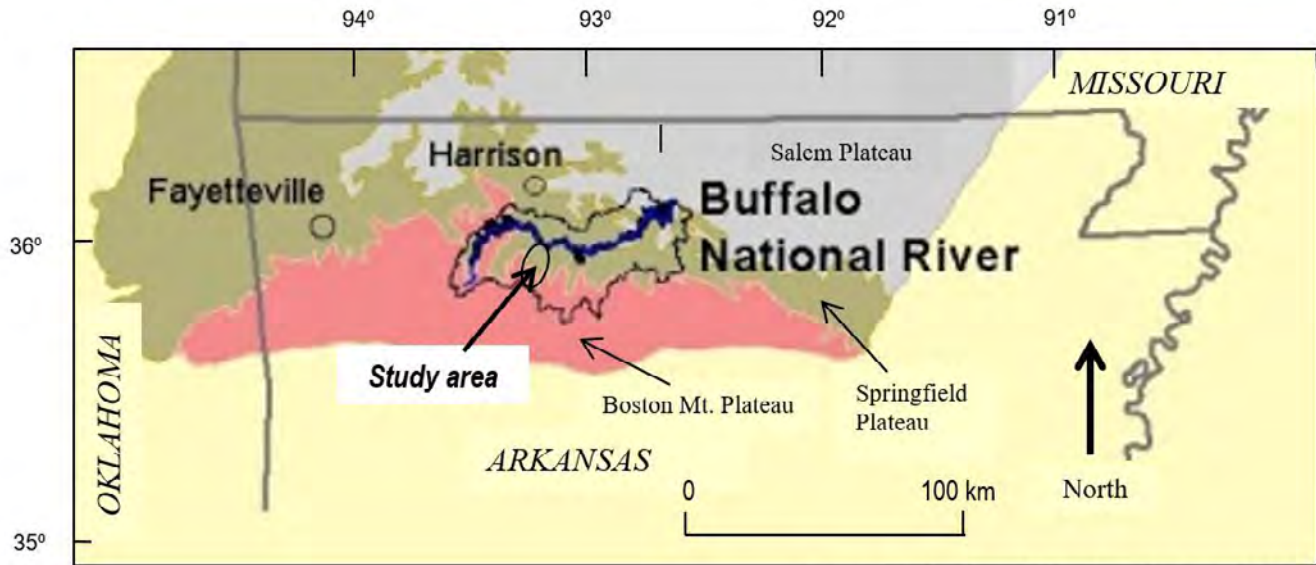 94º
93º
92º
91º
MISSOURI
Salem Plateau
Harrison
Fayetteville
Buffalo
National River
36º
Study area
Boston Mt. Plateau
Springfield
Plateau
OKLAHOMA
ARKANSAS
0
100 km
North
35º